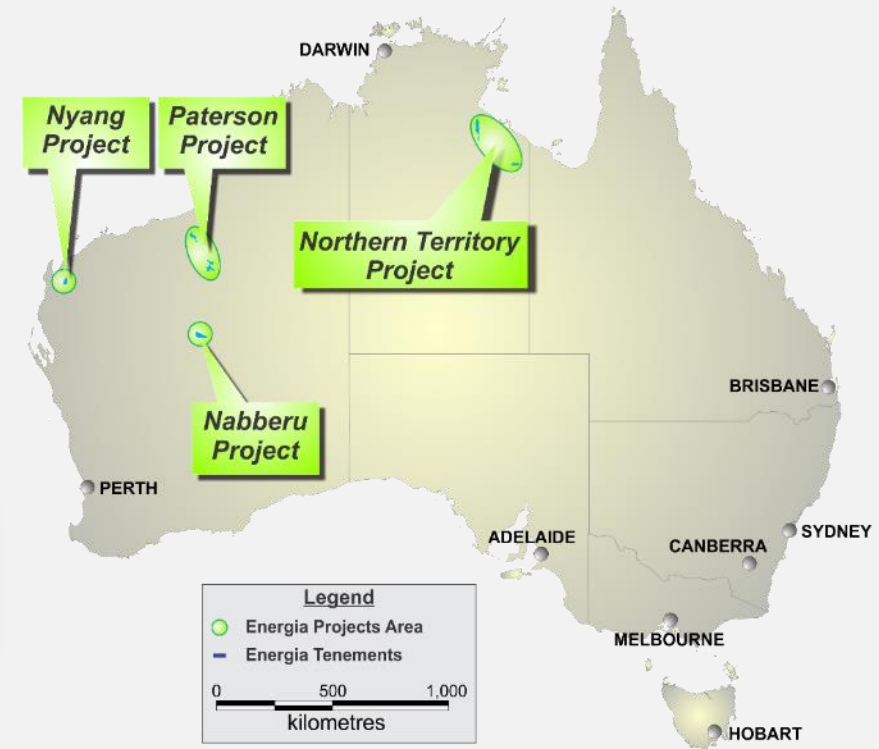 DARWIN
Nyang
Project
Paterson
Project
Northern Territory
Project
Nabberu
Project
BRISBANE
PERTH
ADELAIDE
SYDNEY
CANBERRA
MELBOURNE
HOBART
Legend
Energia Projects Area
Energia Tenements
0 500 1,000
kilometres